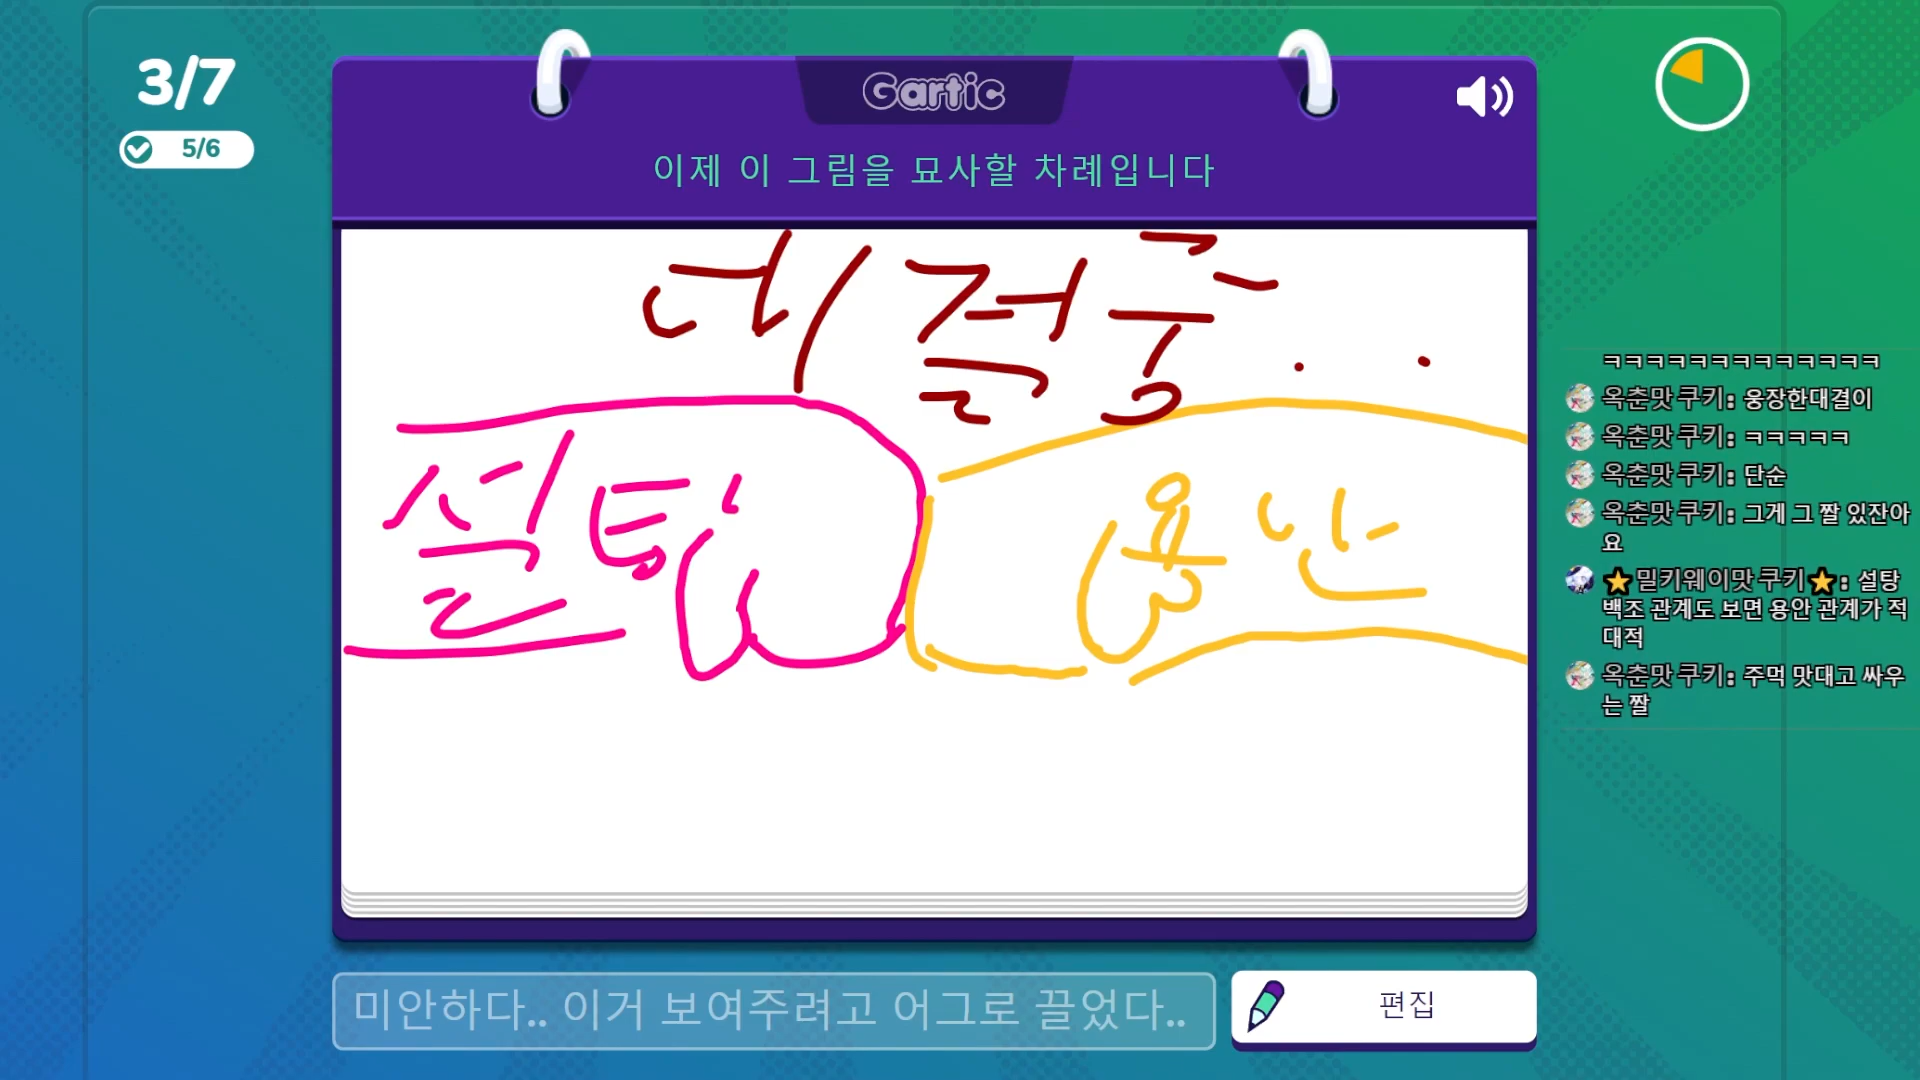 3/7
5/6
Gartic
이제 이 그림을 묘사할 차례입니다
대결중..
설탕
용안
ㅋㅋㅋㅋㅋㅋㅋㅋㅋㅋㅋㅋㅋ
옥춘맛 쿠키: 웅장한대결이
옥춘맛 쿠키: ㅋㅋㅋㅋㅋ
옥춘맛 쿠키: 단순
옥춘맛 쿠키: 그게 그 짤 있잖아
요
⭐밀키웨이맛 쿠키⭐: 설탕
백조 관계도 보면 용안 관계가 적
대적
옥춘맛 쿠키: 주먹 맛대고 싸우
는 짤
미안하다.. 이거 보여주려고 어그로 끌었다..
편집